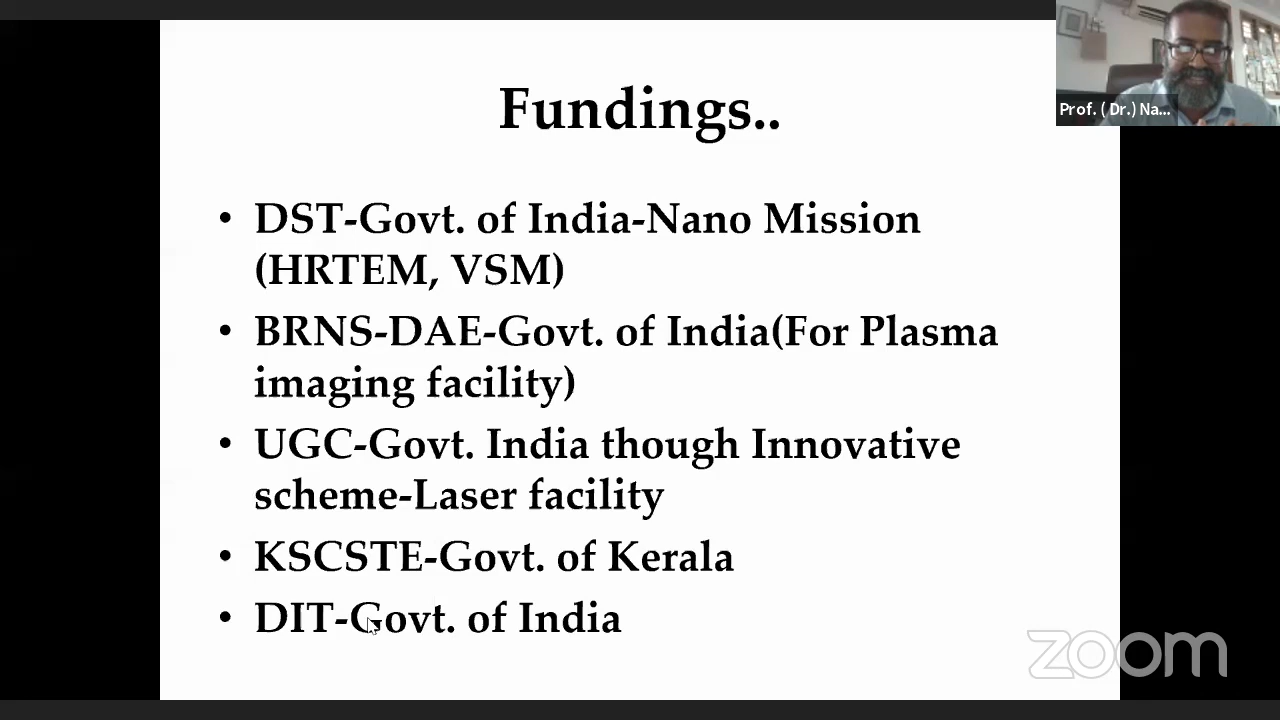 Fundings..
Prof. ( Dr.) Na...
• DST-Govt. of India-Nano Mission
(HRTEM, VSM)
• BRNS-DAE-Govt. of India(For Plasma
imaging facility)
• UGC-Govt. India though Innovative
scheme-Laser facility
• KSCSTE-Govt. of Kerala
• DIT-Govt. of India
zoom